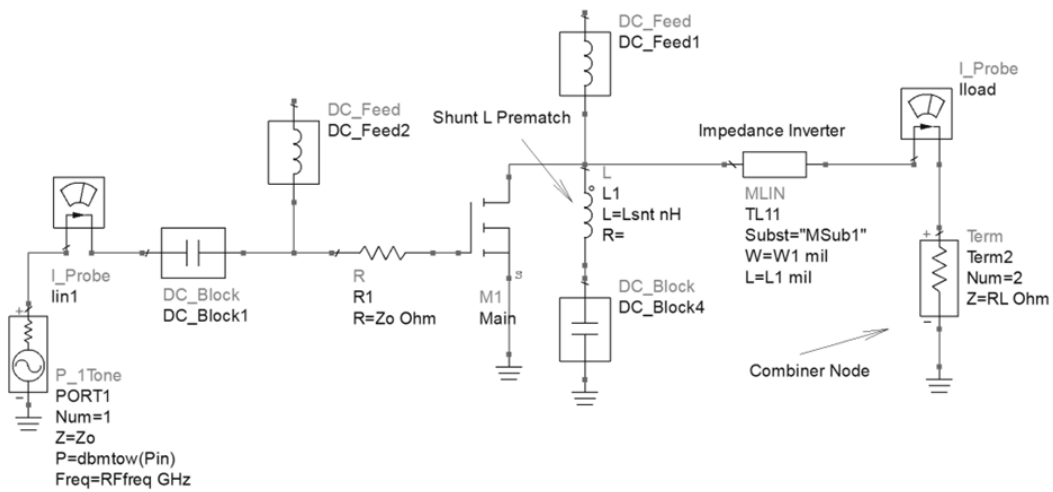 DC_Feed
DC_Feed1
I_Probe
Iload
DC_Feed
DC_Feed2
Shunt L Prematch
Impedance Inverter
L
L1
L=Lsnt nH
R=
MLIN
TL11
Subst="MSub1"
W=W1 mil
L=L1 mil
+
Term
Term2
Num=2
Z=RL Ohm
-
I_Probe
Iin1
DC_Block
DC_Block1
R
R1
R=Zo Ohm
s
M1
Main
DC_Block
DC_Block4
Combiner Node
+
-
P_1Tone
PORT1
Num=1
Z=Zo
P=dbmtow(Pin)
Freq=RFfreq GHz